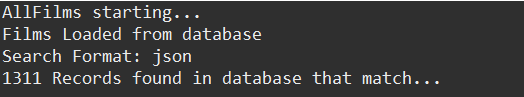 AllFilms starting...
Films Loaded from database
Search Format: json
1311 Records found in database that match...